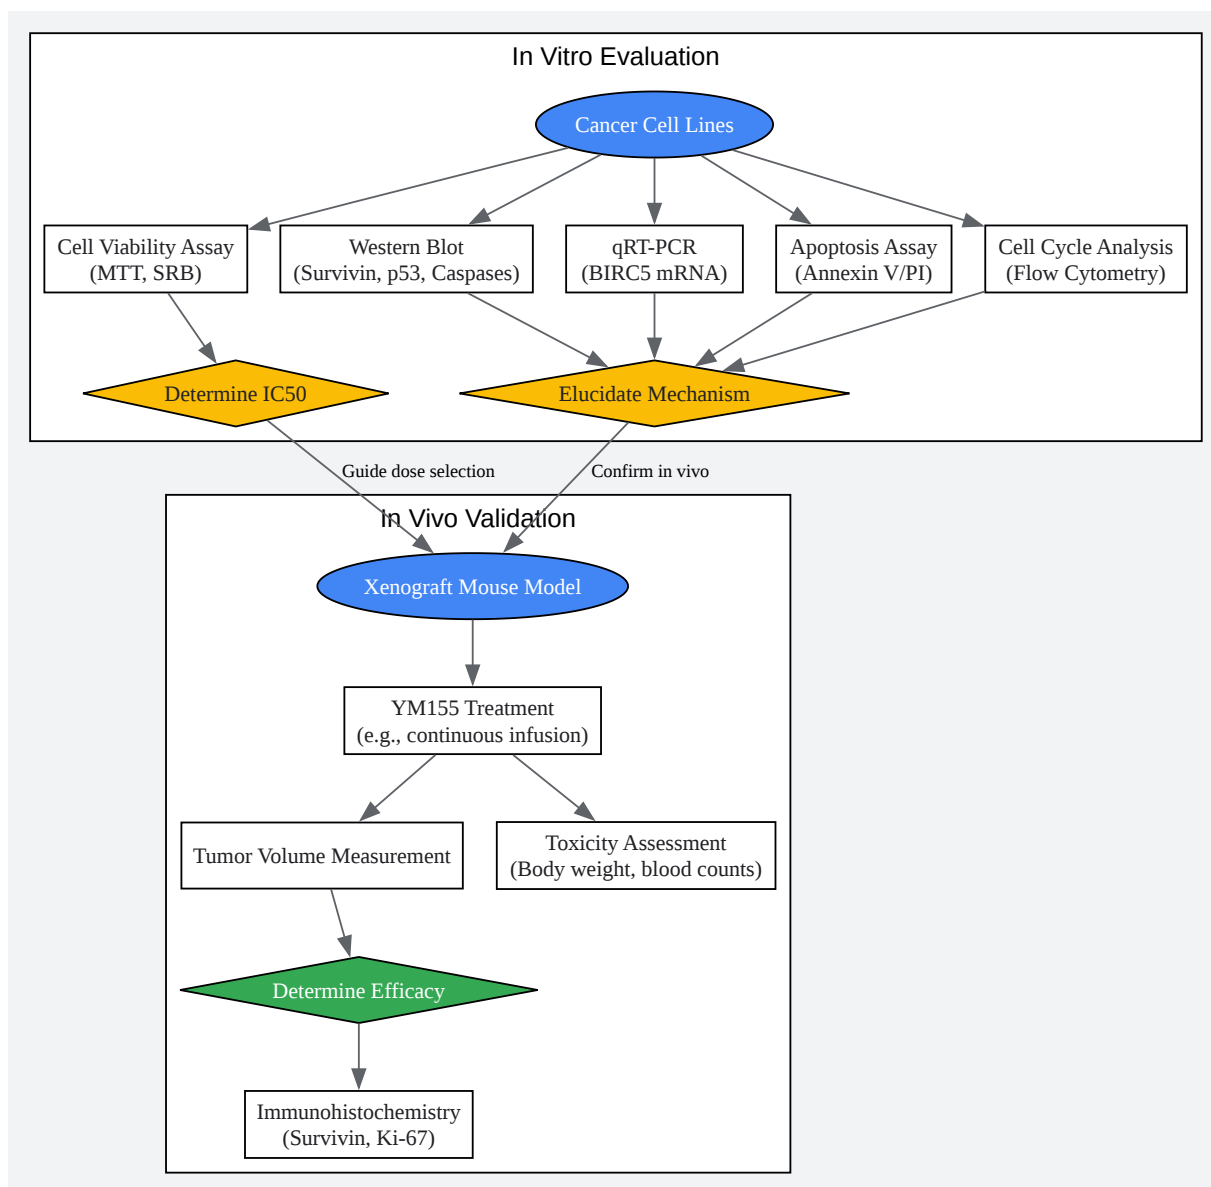 In Vitro Evaluation
Cancer Cell Lines
Cell Viability Assay
(MTT, SRB)
Western Blot
(Survivin, p53, Caspases)
qRT-PCR
(BIRC5 mRNA)
Apoptosis Assay
(Annexin V/PI)
Cell Cycle Analysis
(Flow Cytometry)
Determine IC50
Elucidate Mechanism
Guide dose selection
Confirm in vivo
In Vivo Validation
Xenograft Mouse Model
YM155 Treatment
(e.g., continuous infusion)
Tumor Volume Measurement
Toxicity Assessment
(Body weight, blood counts)
Determine Efficacy
Immunohistochemistry
(Survivin, Ki-67)